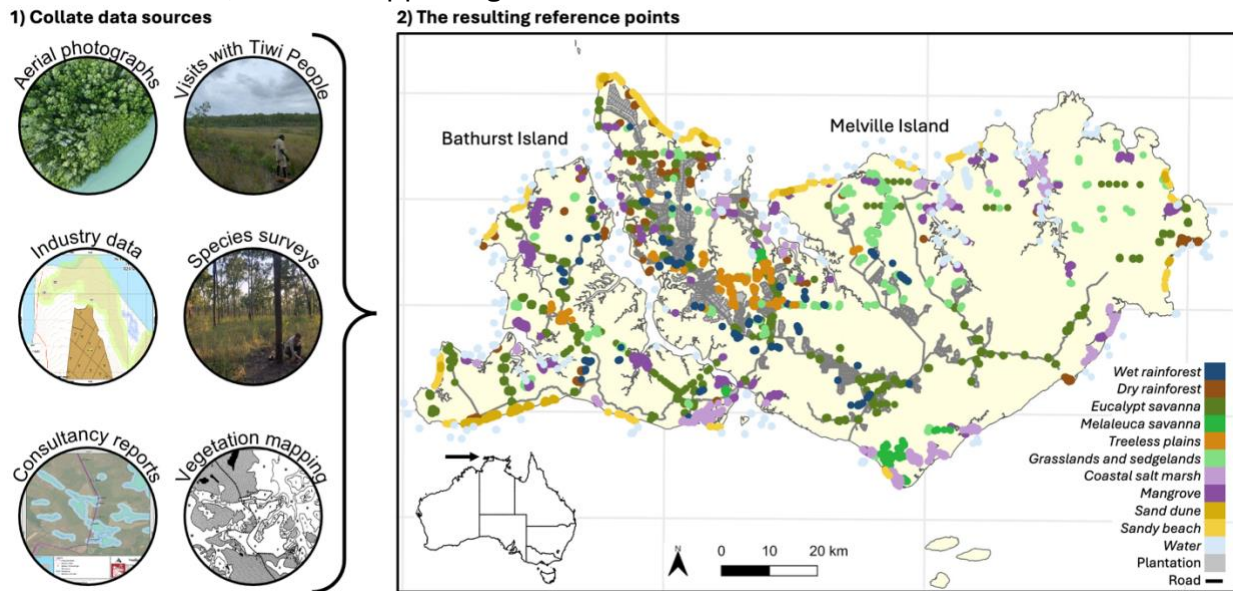 1) Collate data sources
Aerial photographs
Visits with Tiwi People
Industry data
Species surveys
Consultancy reports
Vegetation mapping
2) The resulting reference points
Bathurst Island
Melville Island
Wet rainforest
Dry rainforest
Eucalypt savanna
Melaleuca savanna
Treeless plains
Grasslands and sedgelands
Coastal salt marsh
Mangrove
Sand dune
Sandy beach
Water
Plantation
Road
N
0 10 20 km